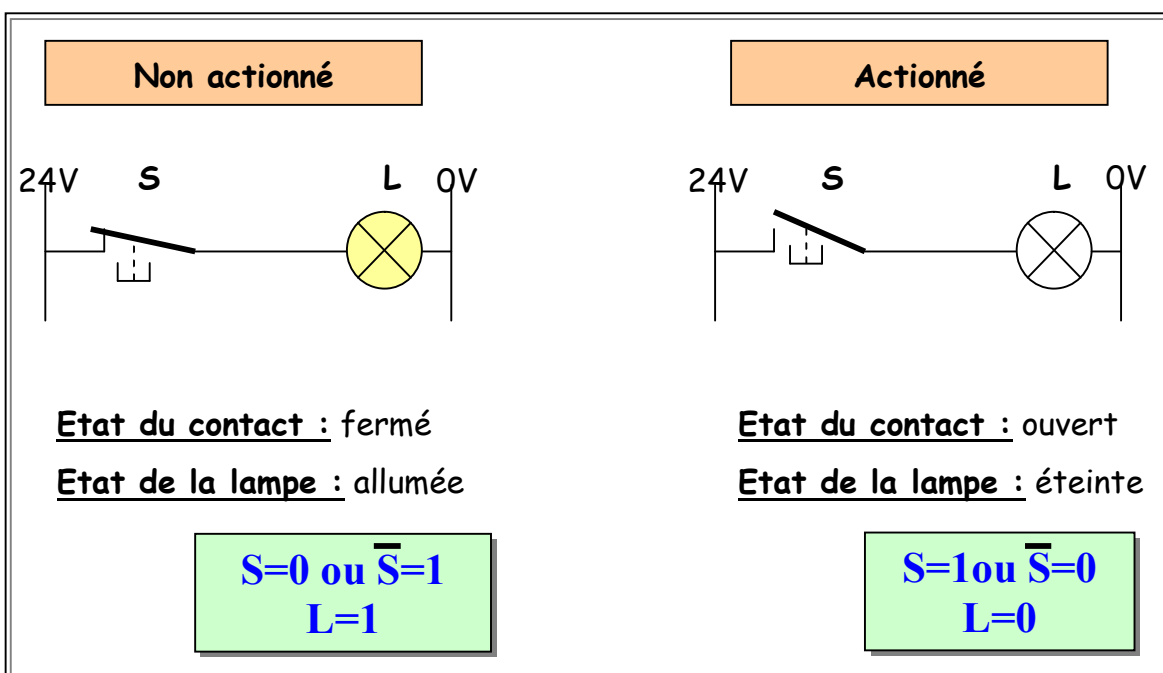 Non actionné
Actionné
24V S L 0V
24V S L 0V
Etat du contact : fermé
Etat de la lampe : allumée
Etat du contact : ouvert
Etat de la lampe : éteinte
S=0 ou S̅=1
L=1
S=1ou S̅=0
L=0